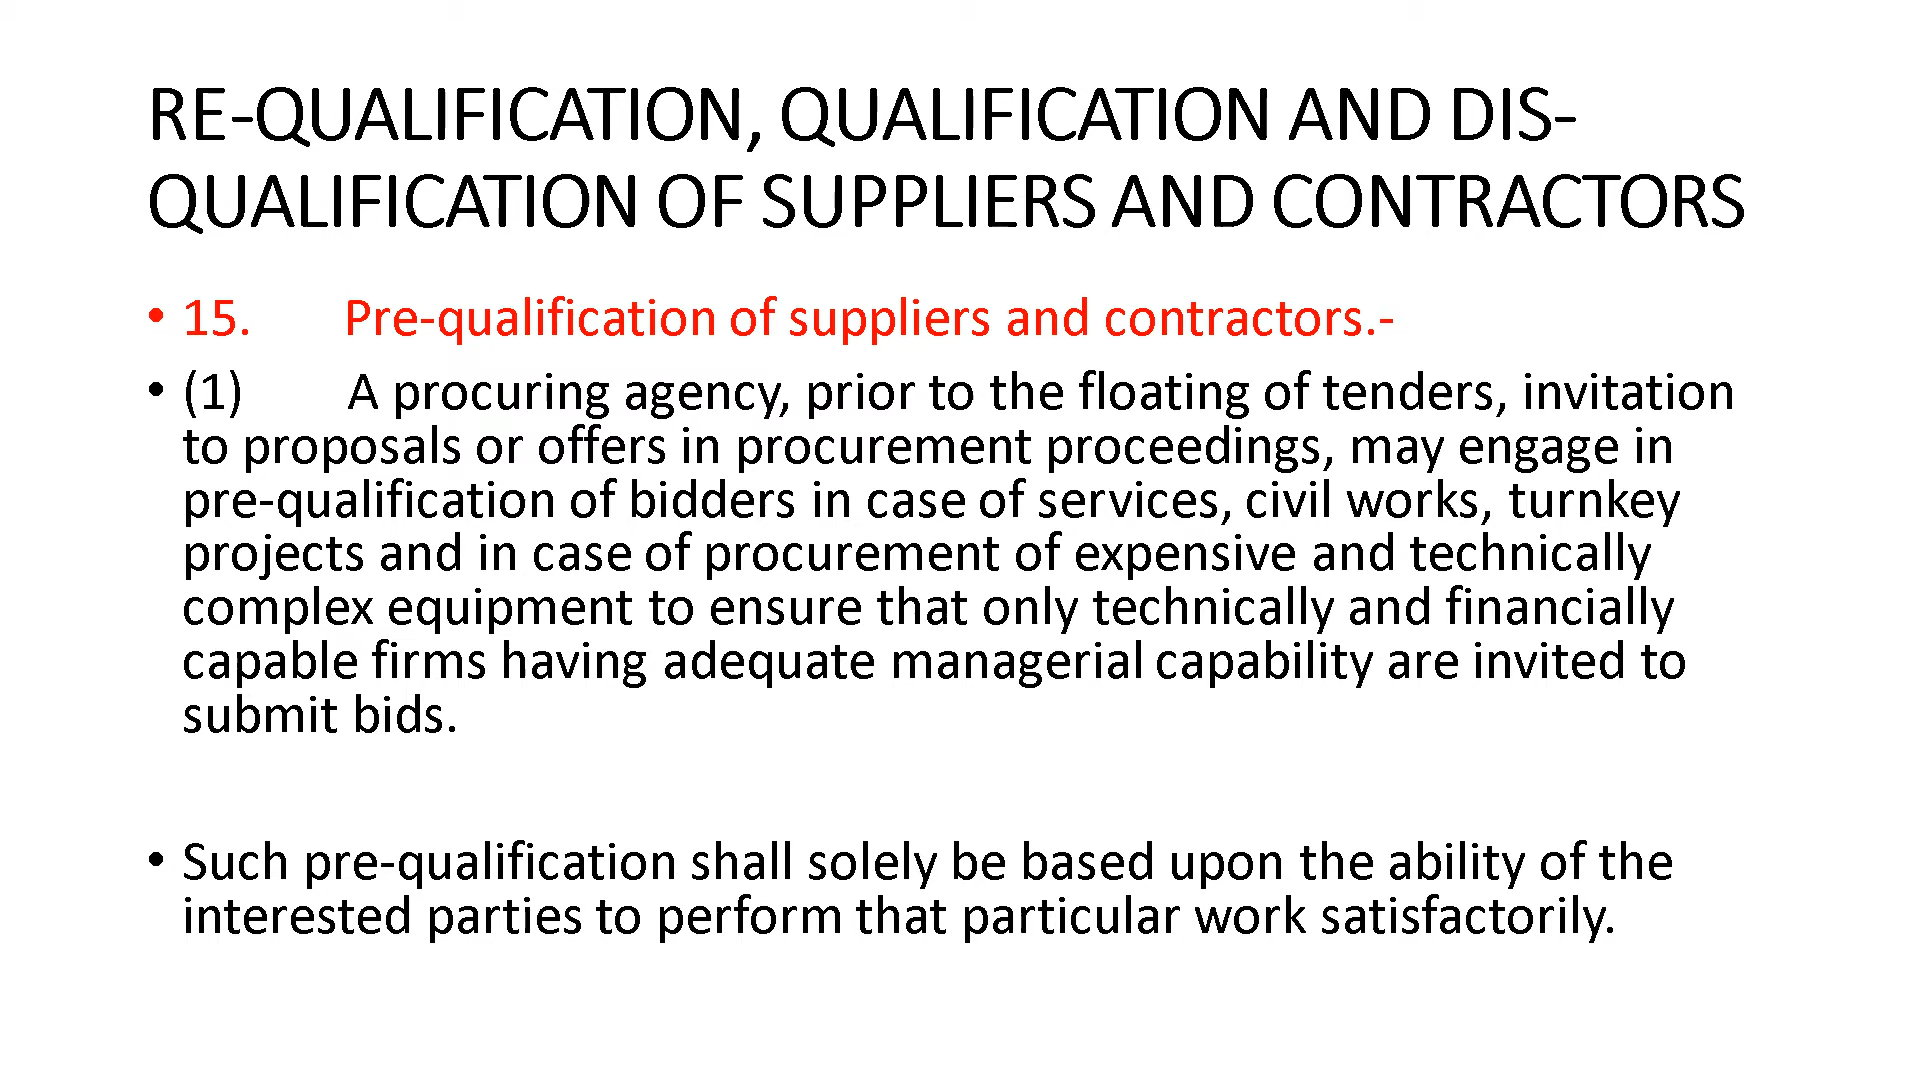 RE-QUALIFICATION, QUALIFICATION AND DIS-
QUALIFICATION OF SUPPLIERS AND CONTRACTORS
• 15. Pre-qualification of suppliers and contractors.-
• (1) A procuring agency, prior to the floating of tenders, invitation
to proposals or offers in procurement proceedings, may engage in
pre-qualification of bidders in case of services, civil works, turnkey
projects and in case of procurement of expensive and technically
complex equipment to ensure that only technically and financially
capable firms having adequate managerial capability are invited to
submit bids.
• Such pre-qualification shall solely be based upon the ability of the
interested parties to perform that particular work satisfactorily.